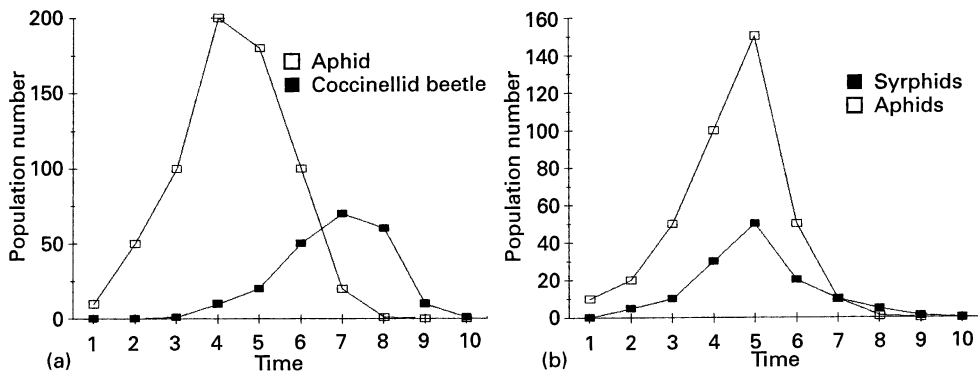 200
150
100
50
0
Population number
Aphid
Coccinellid beetle
1 2 3 4 5 6 7 8 9 10
(a)
Time
160
140
120
100
80
60
40
20
0
Population number
Syrphids
Aphids
1 2 3 4 5 6 7 8 9 10
(b)
Time